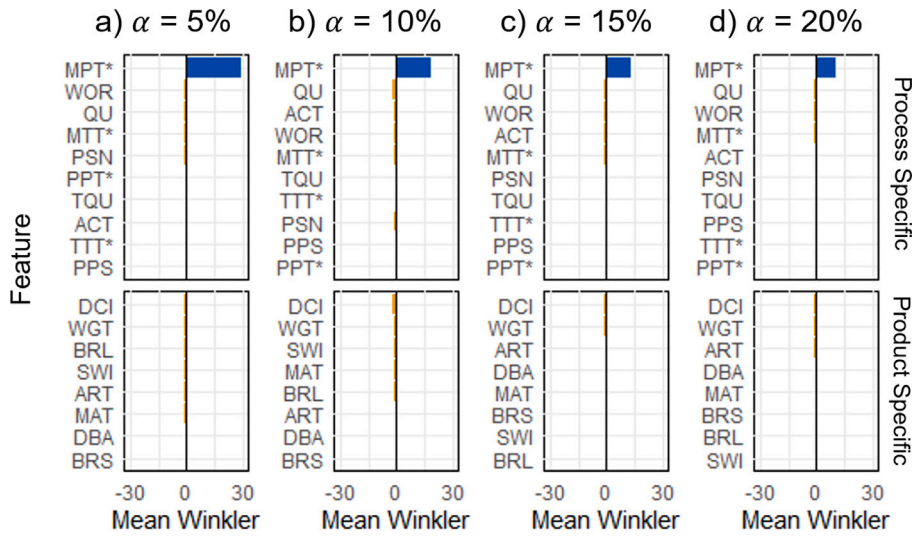 a) α = 5%
b) α = 10%
c) α = 15%
d) α = 20%
Feature
MPT*
WOR
QU
MTT*
PSN
PPT*
TQU
ACT
TTT*
PPS
MPT*
QU
ACT
WOR
MTT*
TQU
TTT*
PSN
PPS
PPT*
MPT*
QU
WOR
ACT
MTT*
PSN
TQU
TTT*
PPS
PPT*
MPT*
QU
WOR
MTT*
ACT
PSN
TQU
PPS
TTT*
PPT*
Process Specific
DCI
WGT
BRL
SWI
ART
MAT
DBA
BRS
DCI
WGT
SWI
MAT
BRL
ART
DBA
BRS
DCI
WGT
ART
DBA
MAT
BRS
SWI
BRL
DCI
WGT
ART
DBA
MAT
BRS
BRL
SWI
Product Specific
-30 0 30
-30 0 30
-30 0 30
-30 0 30
Mean Winkler
Mean Winkler
Mean Winkler
Mean Winkler